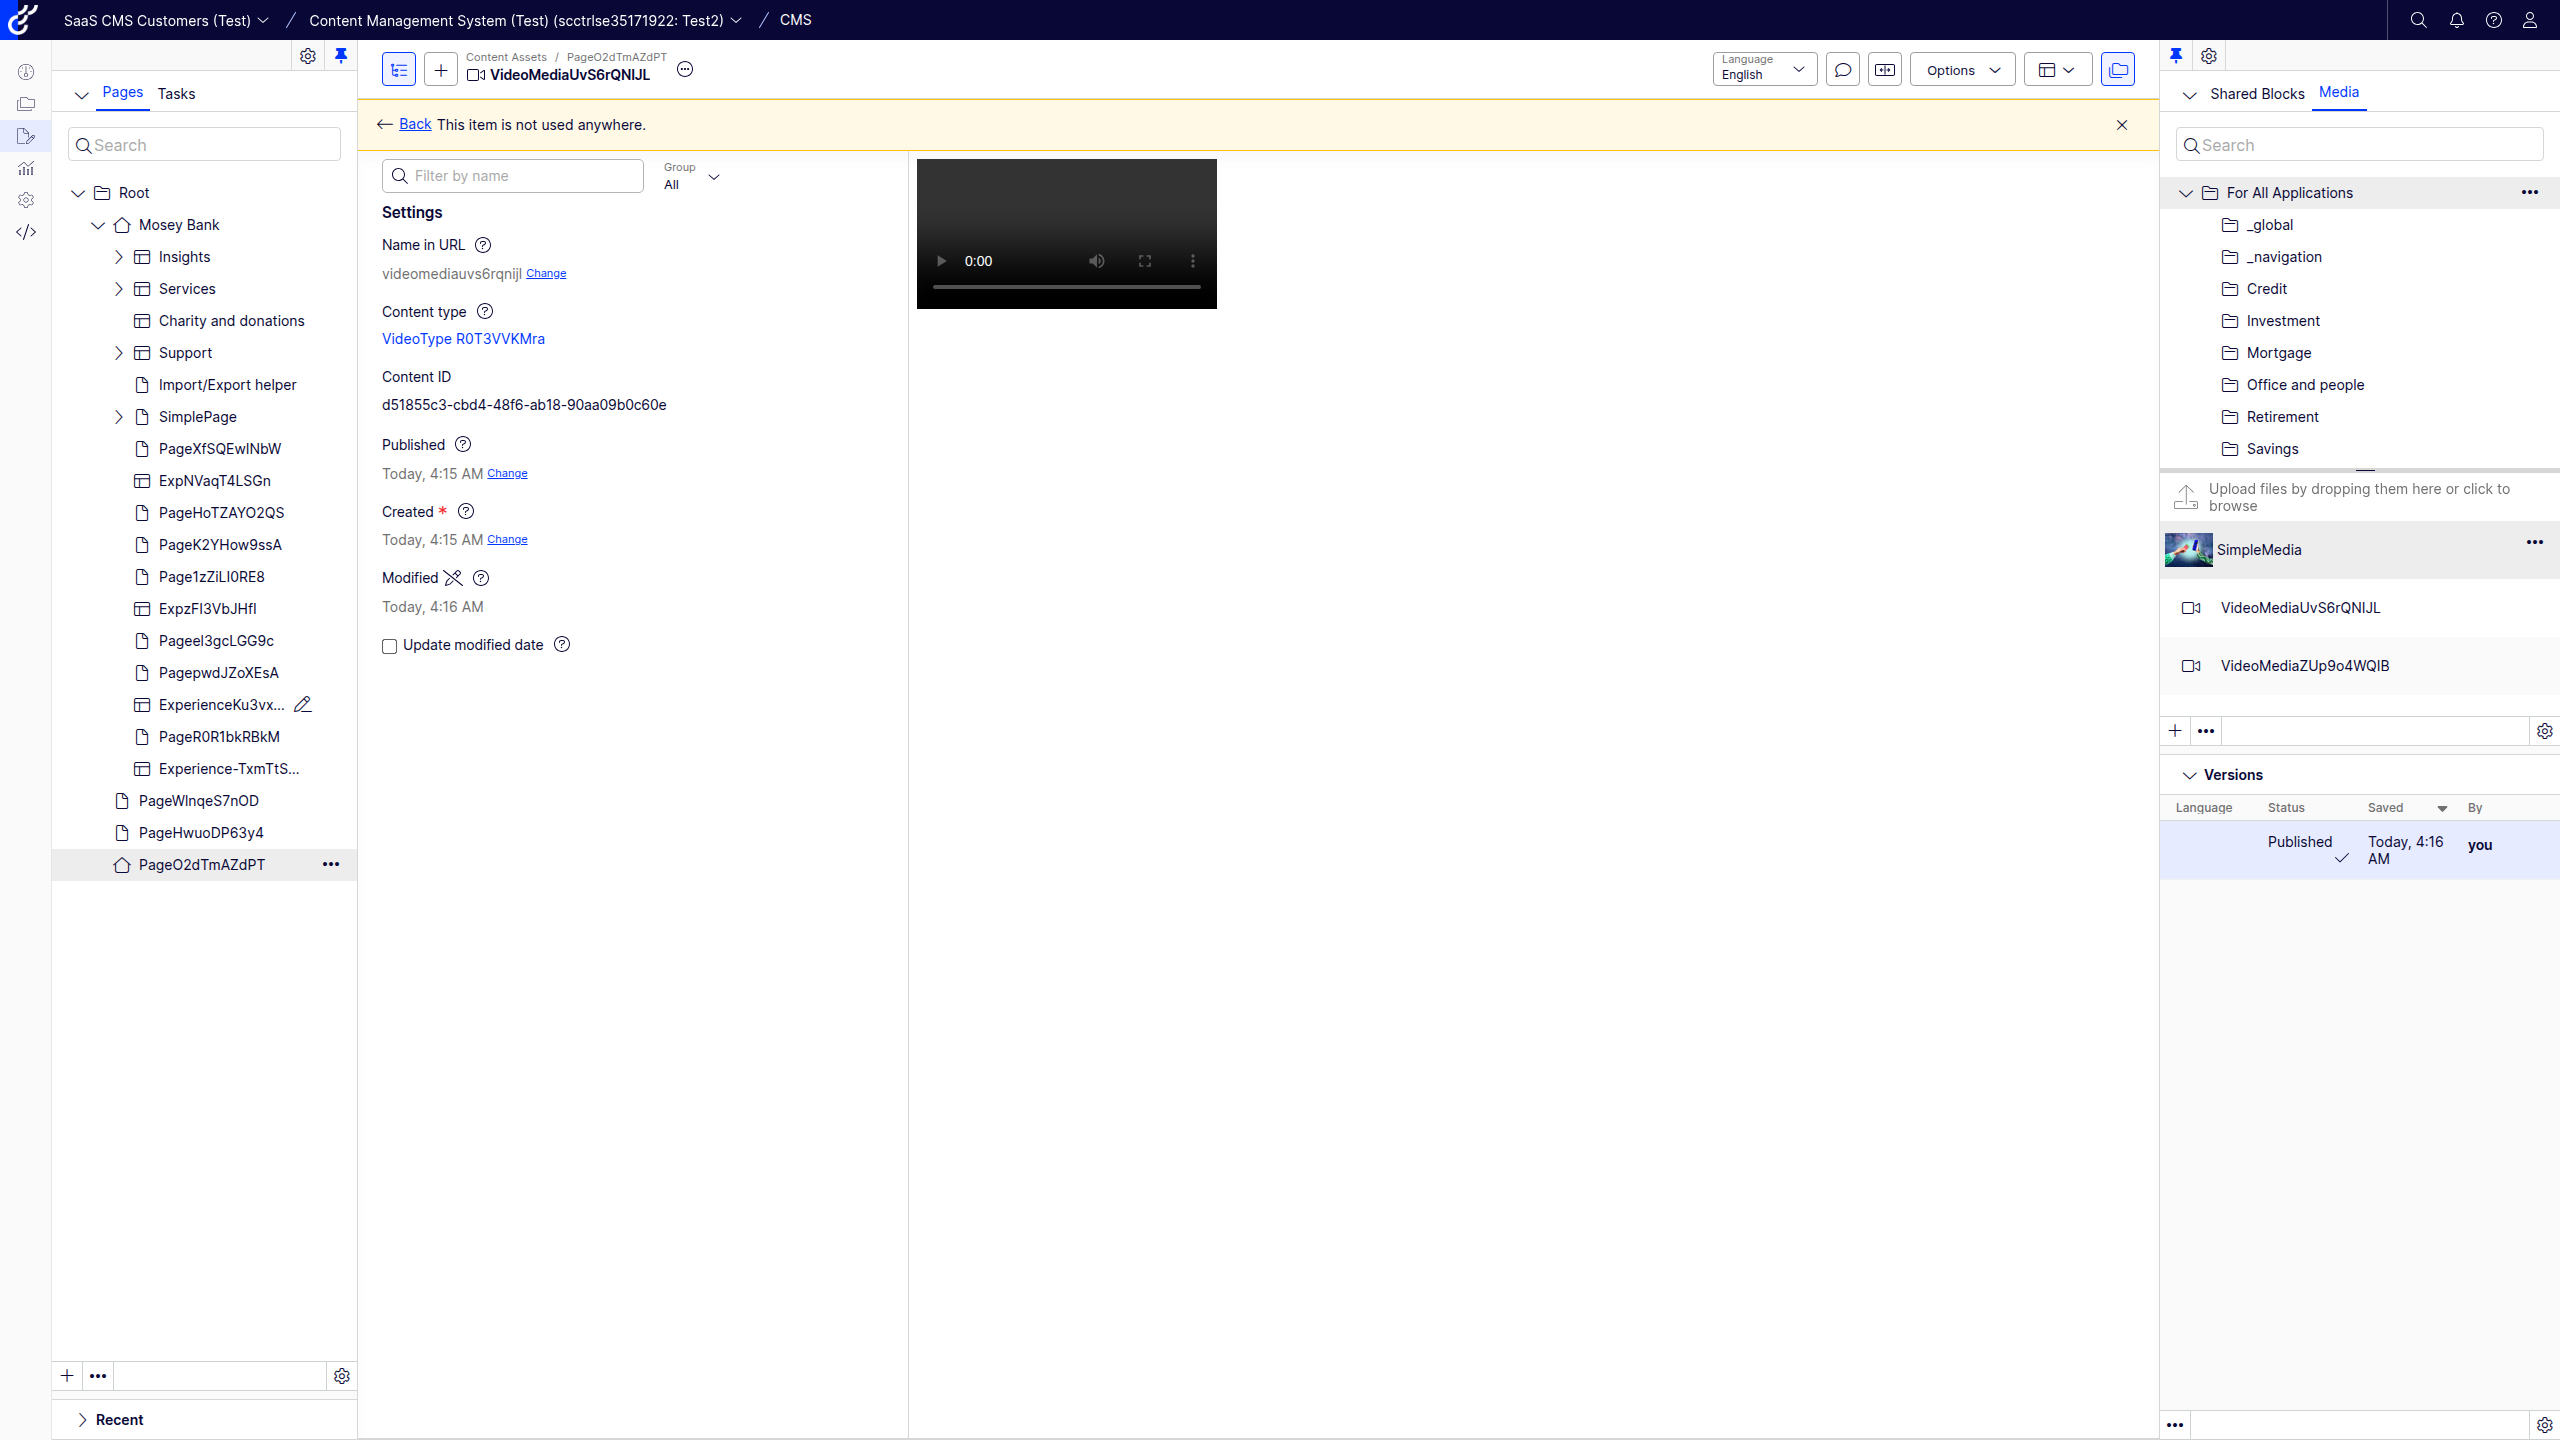 SaaS CMS Customers (Test)
Content Management System (Test) (scctrlse35171922: Test2)
CMS
Pages
Tasks
Search
Root
Mosey Bank
Insights
Services
Charity and donations
Support
Import/Export helper
SimplePage
PageXfSQEwINbW
ExpNVaqT4LSGn
PageHoTZAYO2QS
PageK2YHow9ssA
Page1zZiLI0RE8
ExpzFI3VbJHfI
PageeI3gcLGG9c
PagepwdJZoXEsA
ExperienceKu3vx...
PageR0R1bkRBkM
Experience-TxmTtS...
PageWInqeS7nOD
PageHwuoDP63y4
PageO2dTmAZdPT
Recent
Content Assets / PageO2dTmAZdPT
VideoMediaUvS6rQNIJL
Language
English
Options
Back This item is not used anywhere.
Filter by name
Group
All
Settings
Name in URL
videomediauvs6rqnijl Change
Content type
VideoType R0T3VVKMra
Content ID
d51855c3-cbd4-48f6-ab18-90aa09b0c60e
Published
Today, 4:15 AM Change
Created *
Today, 4:15 AM Change
Modified
Today, 4:16 AM
Update modified date
0:00
Shared Blocks
Media
Search
For All Applications
_global
_navigation
Credit
Investment
Mortgage
Office and people
Retirement
Savings
Upload files by dropping them here or click to
browse
SimpleMedia
VideoMediaUvS6rQNIJL
VideoMediaZUp9o4WQIB
Versions
Language Status Saved By
Published Today, 4:16 you
AM